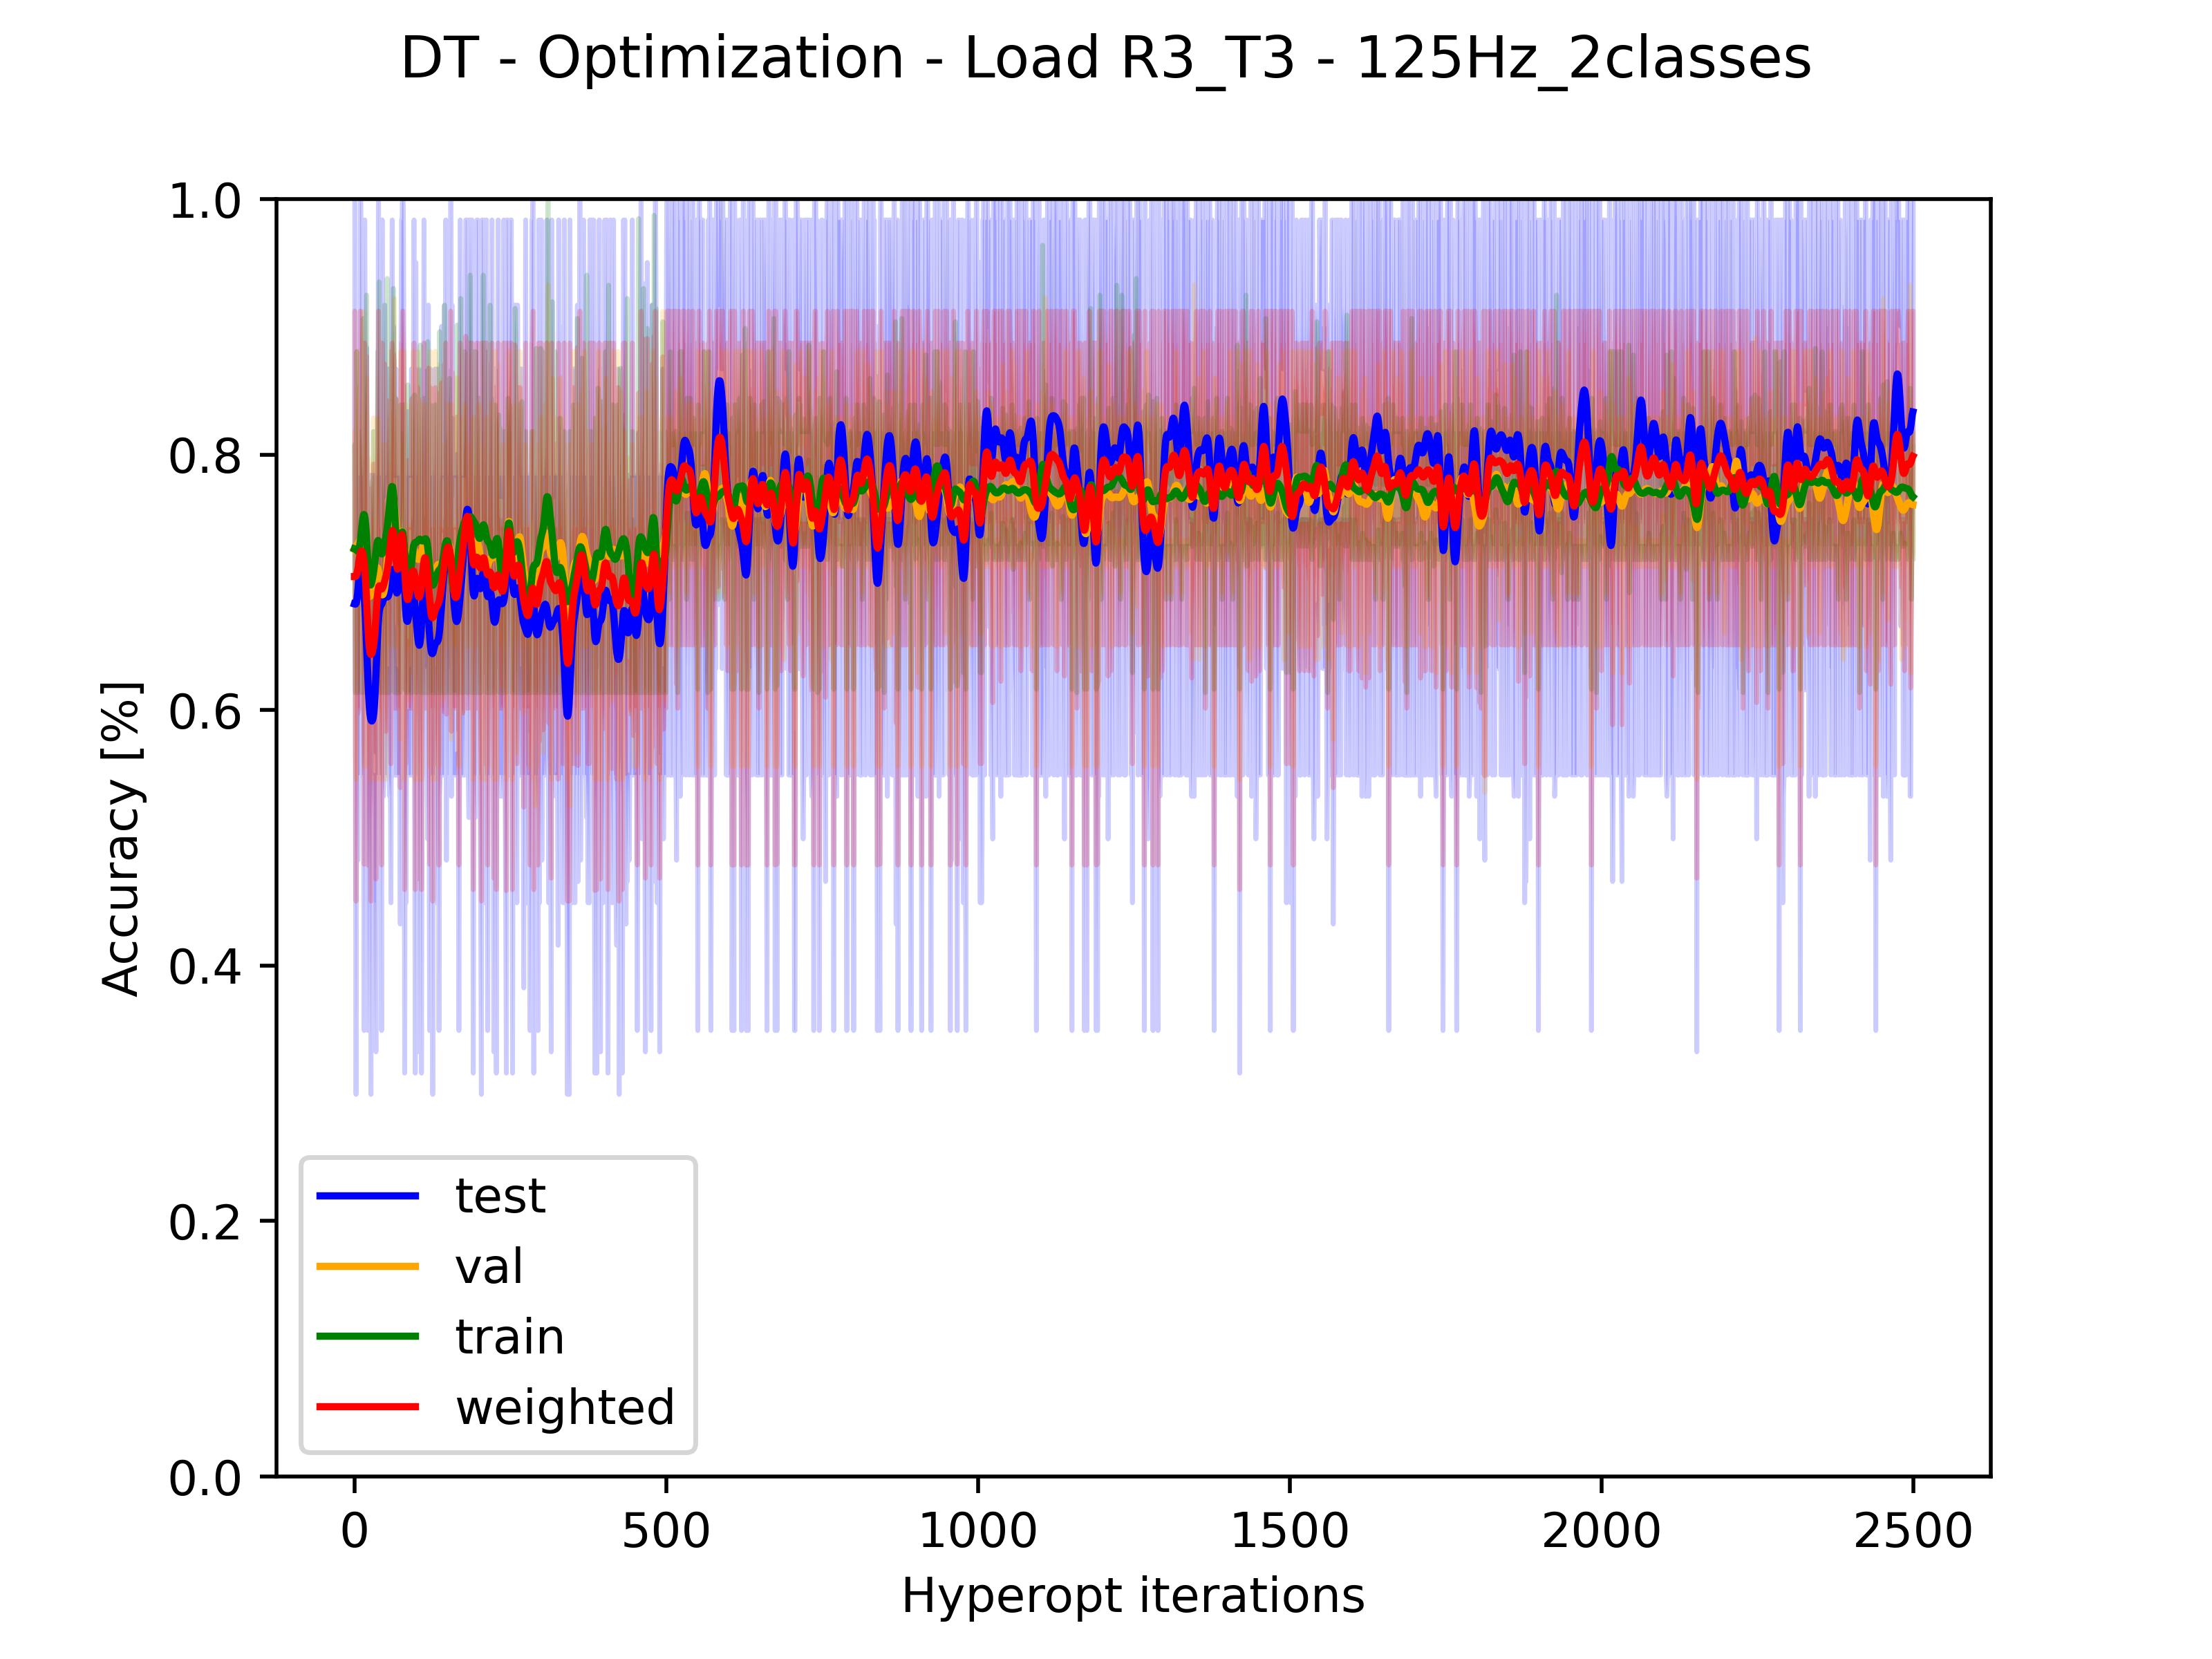 DT - Optimization - Load R3_T3 - 125Hz_2classes
1.0
0.8
0.6
0.4
0.2
0.0
Accuracy [%]
test
val
train
weighted
0 500 1000 1500 2000 2500
Hyperopt iterations